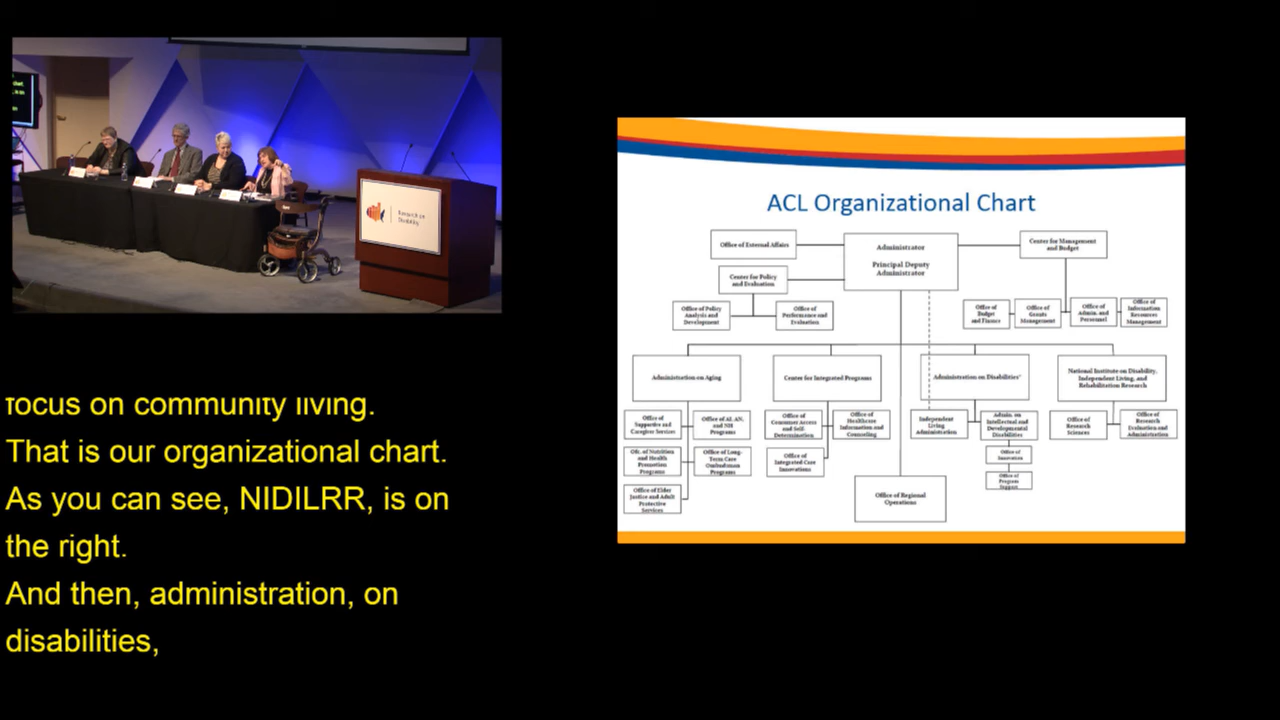 Research on
Disability
focus on community living.
That is our organizational chart.
As you can see, NIDILRR, is on
the right.
And then, administration, on
disabilities,
ACL Organizational Chart
Office of External Affairs
Administrator
Principal Deputy
Administrator
Center for Management
and Budget
Center for Policy
and Evaluation
Office of Policy
Analysis and
Development
Office of
Performance and
Evaluation
Office of
Budget
and Finance
Office of
Grants
Management
Office of
Admin. and
Personnel
Office of
Information
Resources
Management
Administration on Aging
Center for Integrated Programs
Administration on Disabilities*
National Institute on Disability,
Independent Living, and
Rehabilitation Research
Office of
Supportive and
Caregiver Services
Office of AI, AN,
and NH
Programs
Office of
Consumer Access
and Self-
Determination
Office of
Healthcare
Information and
Counseling
Independent
Living
Administration
Admin. on
Intellectual and
Developmental
Disabilities
Office of
Research
Sciences
Office of
Research
Evaluation and
Administration
Ofc. of Nutrition
and Health
Promotion
Programs
Office of Long-
Term Care
Ombudsman
Programs
Office of
Integrated Care
Innovations
Office of
Innovation
Office of
Program
Support
Office of Elder
Justice and Adult
Protective
Services
Office of Regional
Operations